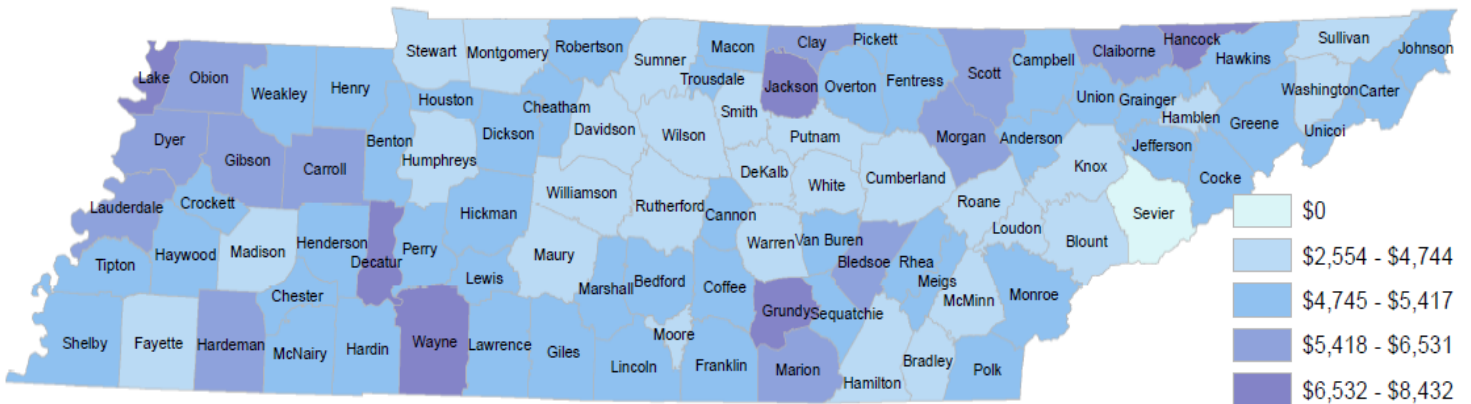 Stewart
Montgomery
Robertson
Sumner
Macon
Clay
Pickett
Scott
Campbell
Claiborne
Hancock
Hawkins
Sullivan
Johnson
Lake
Obion
Weakley
Henry
Houston
Cheatham
Trousdale
Jackson
Overton
Fentress
Union
Grainger
Hamblen
Greene
Washington
Carter
Unicoi
Dyer
Gibson
Carroll
Benton
Humphreys
Dickson
Davidson
Wilson
Smith
Putnam
Morgan
Anderson
Jefferson
Cocke
Knox
DeKalb
White
Cumberland
Roane
Loudon
Blount
Sevier
Lauderdale
Crockett
Haywood
Madison
Henderson
Decatur
Perry
Hickman
Williamson
Rutherford
Cannon
Warren
Van Buren
Bledsoe
Rhea
Meigs
McMinn
Monroe
Tipton
Chester
Lewis
Maury
Marshall
Bedford
Coffee
Grundy
Sequatchie
Shelby
Fayette
Hardeman
McNairy
Hardin
Wayne
Lawrence
Giles
Lincoln
Moore
Franklin
Marion
Hamilton
Bradley
Polk
$0
$2,554 - $4,744
$4,745 - $5,417
$5,418 - $6,531
$6,532 - $8,432